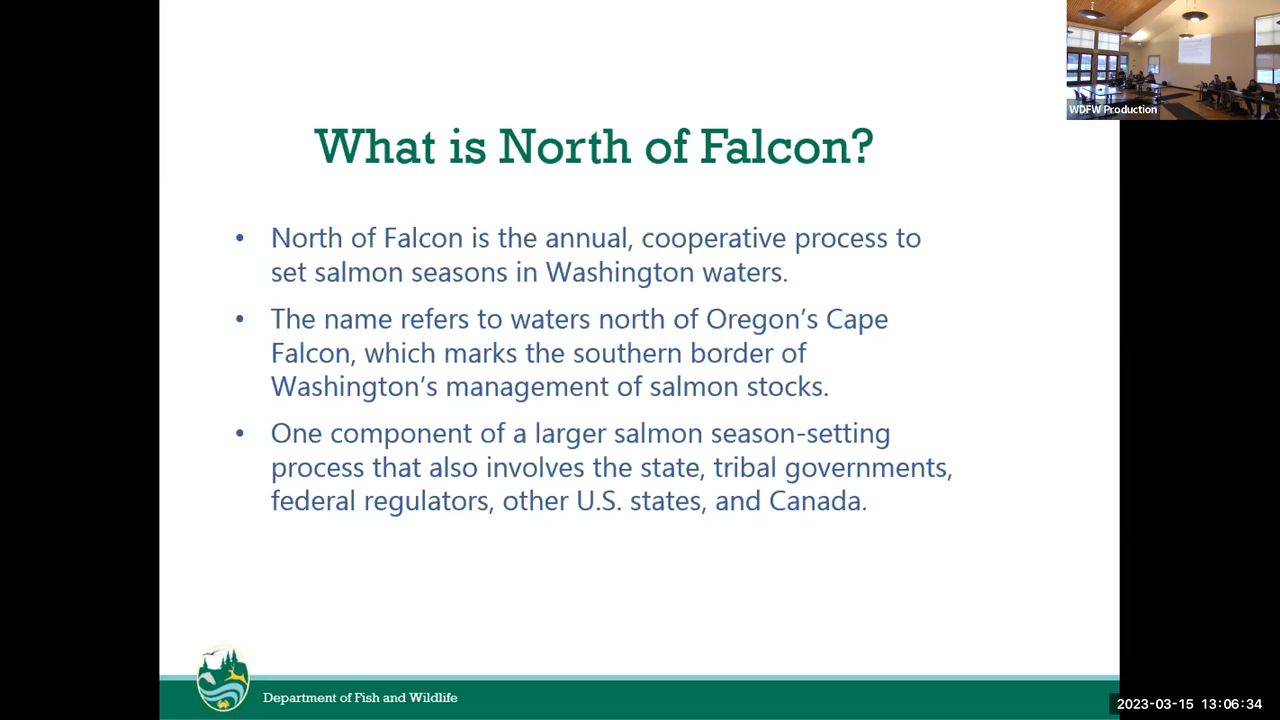 WDFW Production
What is North of Falcon?
• North of Falcon is the annual, cooperative process to
set salmon seasons in Washington waters.
• The name refers to waters north of Oregon’s Cape
Falcon, which marks the southern border of
Washington’s management of salmon stocks.
• One component of a larger salmon season-setting
process that also involves the state, tribal governments,
federal regulators, other U.S. states, and Canada.
Department of Fish and Wildlife
2023-03-15 13:06:34